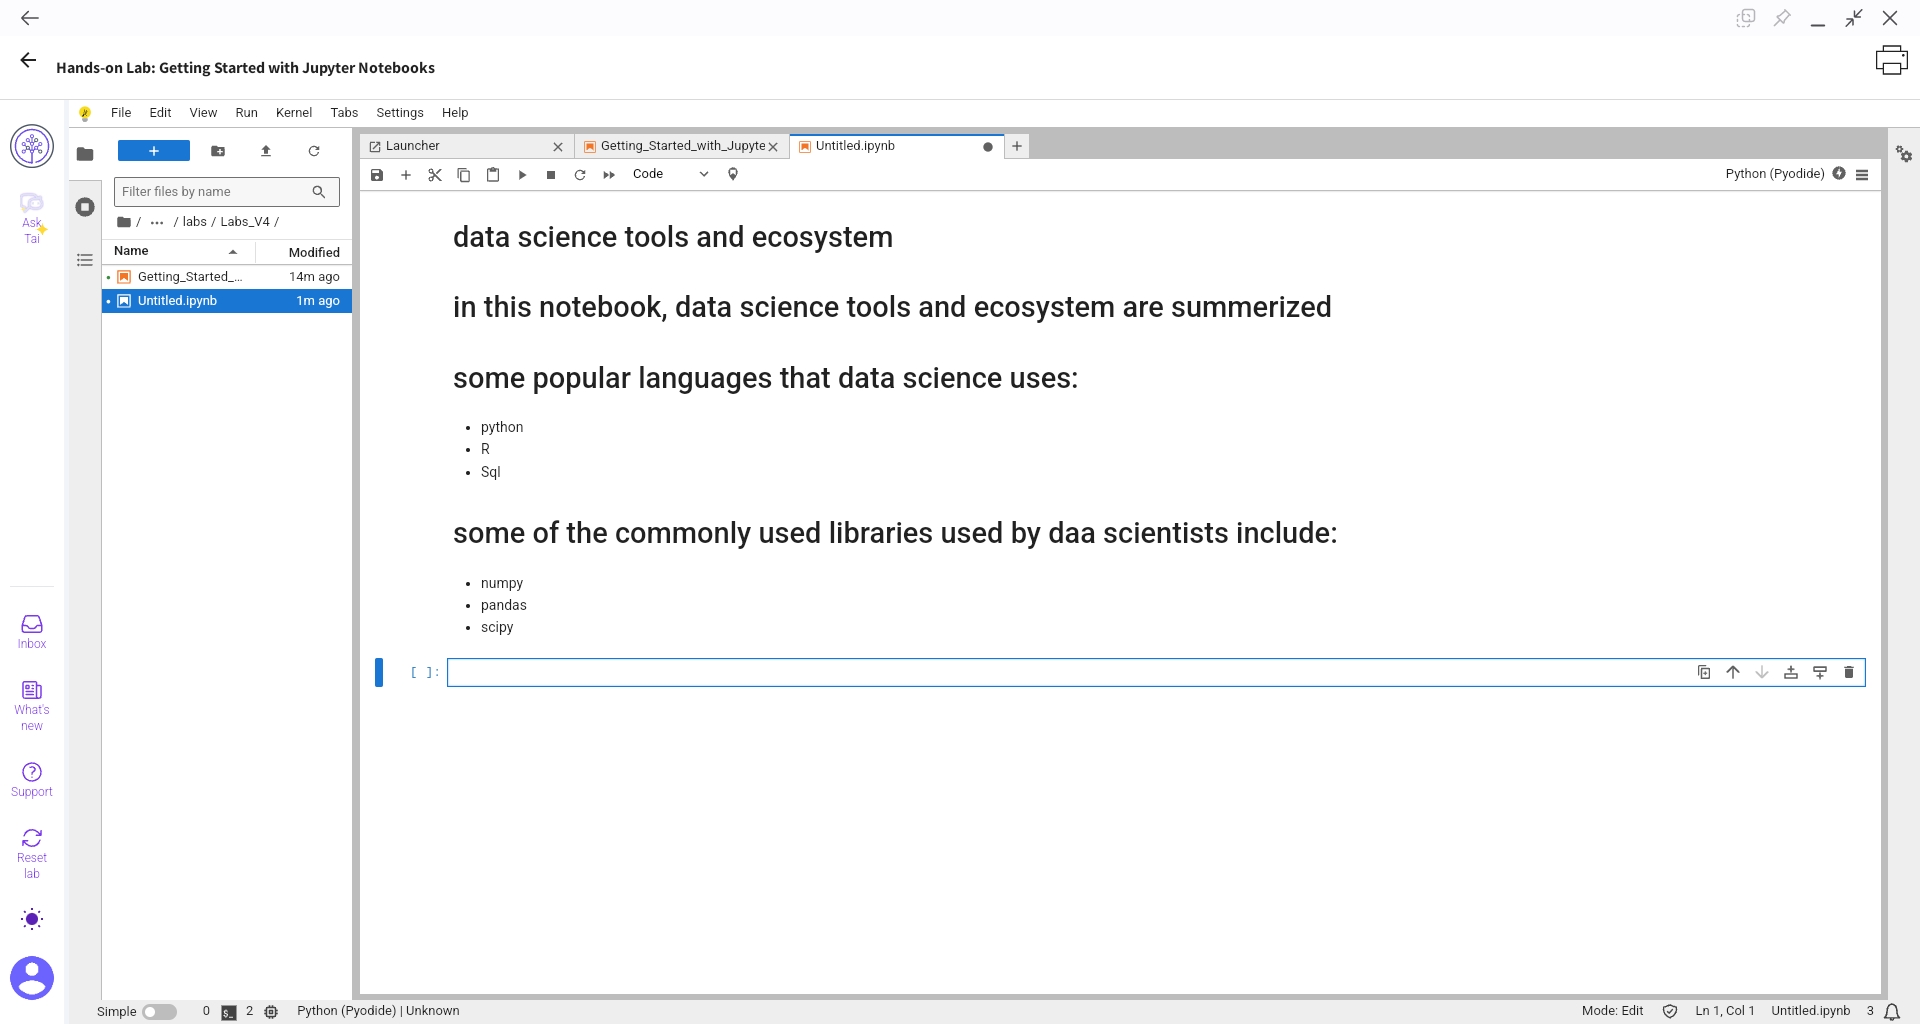 Hands-on Lab: Getting Started with Jupyter Notebooks
File Edit View Run Kernel Tabs Settings Help
Launcher
Getting_Started_with_Jupyte
Untitled.ipynb
Code
Python (Pyodide)
Filter files by name
/ ... / labs / Labs_V4 /
Name Modified
Getting_Started_... 14m ago
Untitled.ipynb 1m ago
Ask
Tai
data science tools and ecosystem
in this notebook, data science tools and ecosystem are summerized
some popular languages that data science uses:
• python
• R
• Sql
some of the commonly used libraries used by daa scientists include:
• numpy
• pandas
• scipy
[ ]:
Inbox
What's
new
Support
Reset
lab
Simple 0 $_ 2 Python (Pyodide) | Unknown
Mode: Edit Ln 1, Col 1 Untitled.ipynb 3